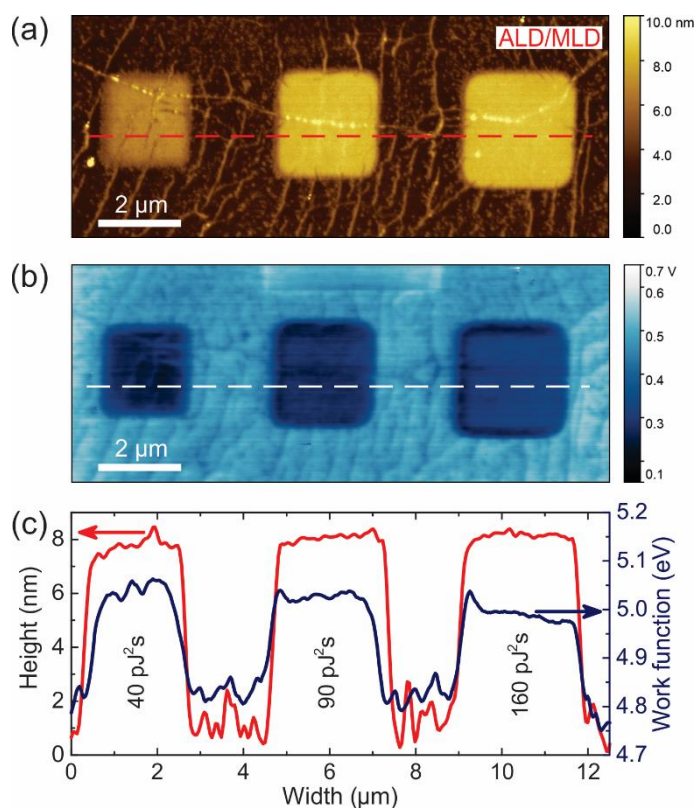 (a)
ALD/MLD
2 µm
10.0 nm
8.0
6.0
4.0
2.0
0.0
(b)
2 µm
0.7 V
0.6
0.5
0.4
0.3
0.1
(c)
Height (nm)
8
6
4
2
0
40 pJ²s
90 pJ²s
160 pJ²s
5.2
5.1
5.0
4.9
4.8
4.7
Work function (eV)
0 2 4 6 8 10 12
Width (µm)